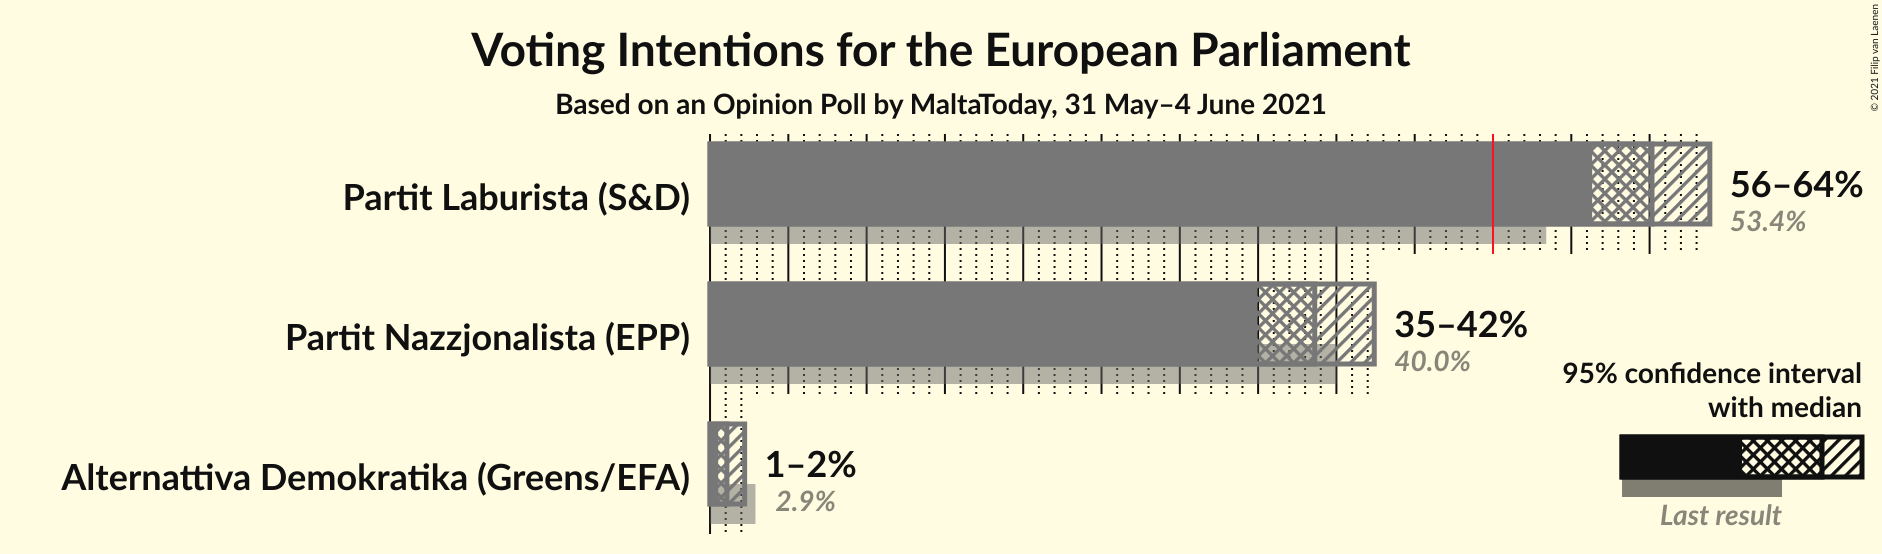 Voting Intentions for the European Parliament
Based on an Opinion Poll by MaltaToday, 31 May–4 June 2021
© 2021 Filip van Laenen
Partit Laburista (S&D)
56–64%
53.4%
Partit Nazzjonalista (EPP)
35–42%
40.0%
Alternattiva Demokratika (Greens/EFA)
1–2%
2.9%
95% confidence interval
with median
Last result